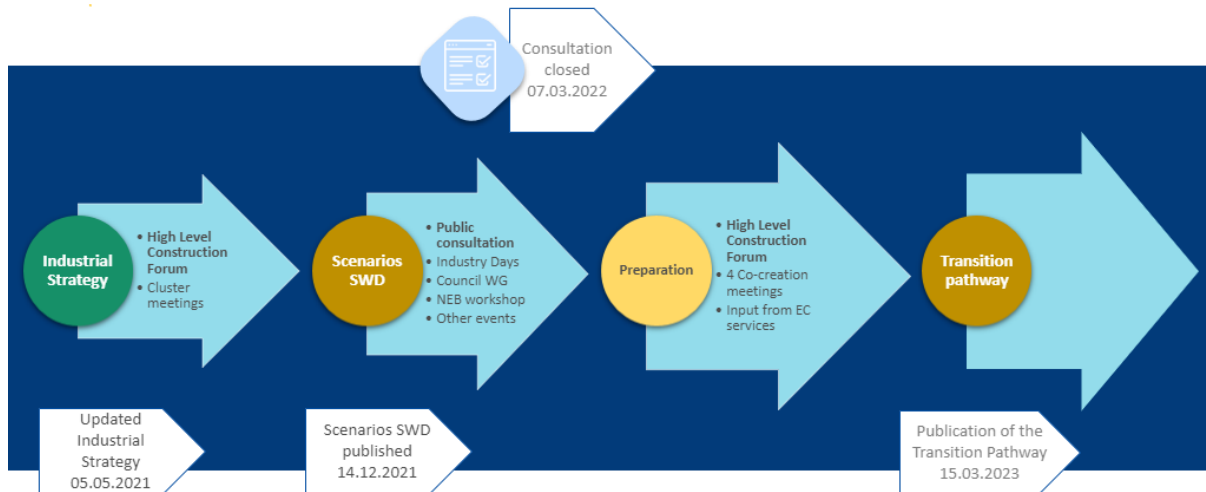 Consultation
closed
07.03.2022
Industrial
Strategy
• High Level
Construction
Forum
• Cluster
meetings
Scenarios
SWD
• Public
consultation
• Industry Days
• Council WG
• NEB workshop
• Other events
Preparation
• High Level
Construction
Forum
• 4 Co-creation
meetings
• Input from EC
services
Transition
pathway
Updated
Industrial
Strategy
05.05.2021
Scenarios SWD
published
14.12.2021
Publication of the
Transition Pathway
15.03.2023